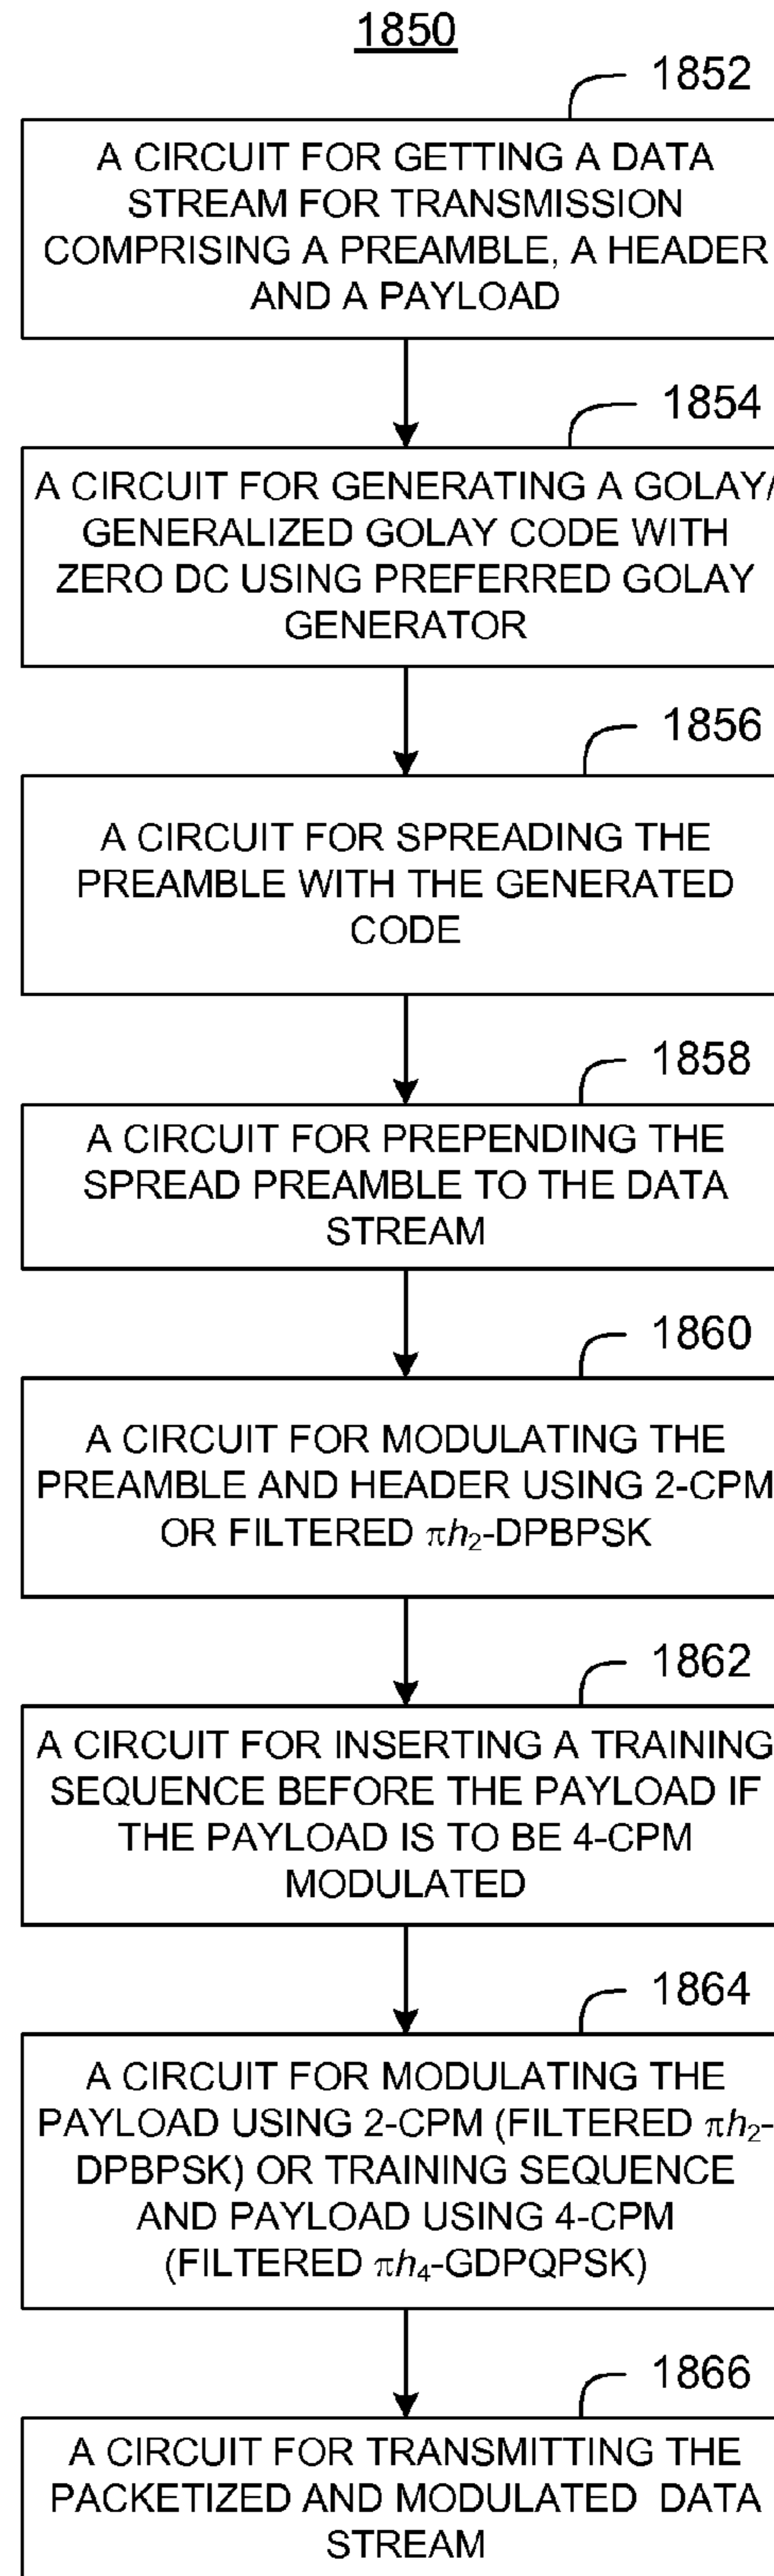 1850
1852
A CIRCUIT FOR GETTING A DATA
STREAM FOR TRANSMISSION
COMPRISING A PREAMBLE, A HEADER
AND A PAYLOAD
1854
A CIRCUIT FOR GENERATING A GOLAY/
GENERALIZED GOLAY CODE WITH
ZERO DC USING PREFERRED GOLAY
GENERATOR
1856
A CIRCUIT FOR SPREADING THE
PREAMBLE WITH THE GENERATED
CODE
1858
A CIRCUIT FOR PREPENDING THE
SPREAD PREAMBLE TO THE DATA
STREAM
1860
A CIRCUIT FOR MODULATING THE
PREAMBLE AND HEADER USING 2-CPM
OR FILTERED πh₂-DPBPSK
1862
A CIRCUIT FOR INSERTING A TRAINING
SEQUENCE BEFORE THE PAYLOAD IF
THE PAYLOAD IS TO BE 4-CPM
MODULATED
1864
A CIRCUIT FOR MODULATING THE
PAYLOAD USING 2-CPM (FILTERED πh₂-
DPBPSK) OR TRAINING SEQUENCE
AND PAYLOAD USING 4-CPM
(FILTERED πh₄-GDPQPSK)
1866
A CIRCUIT FOR TRANSMITTING THE
PACKETIZED AND MODULATED DATA
STREAM